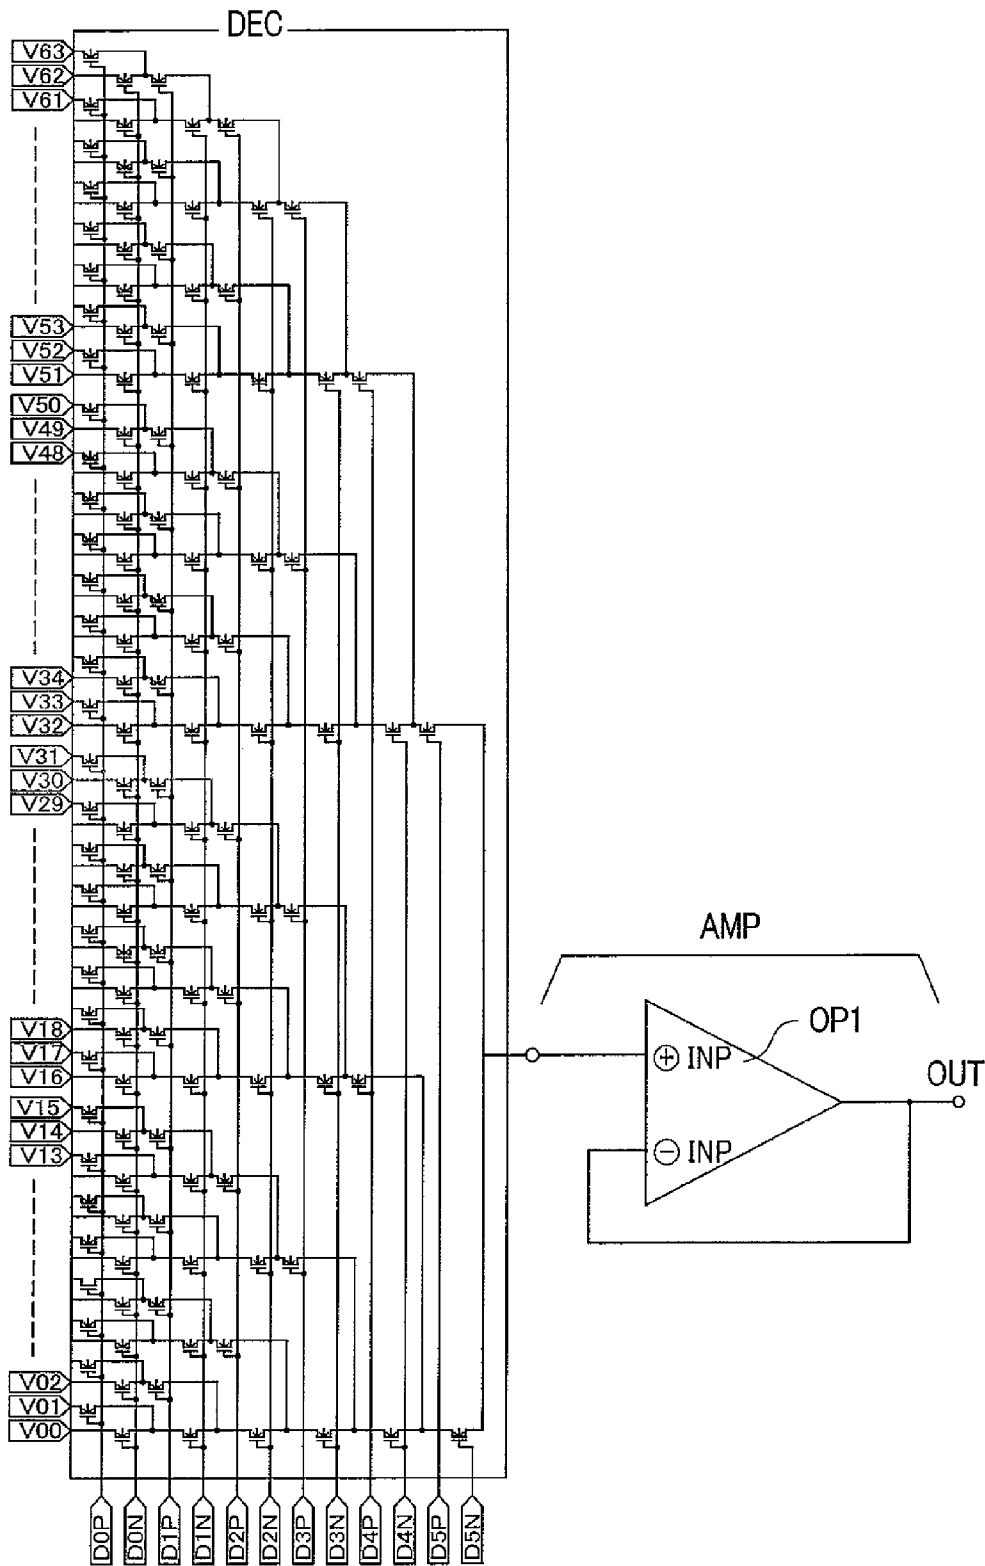 DEC
V63
V62
V61
V53
V52
V51
V50
V49
V48
V34
V33
V32
V31
V30
V29
V18
V17
V16
V15
V14
V13
V02
V01
V00
AMP
OP1
⊕ INP
⊖ INP
OUT
D0P
D0N
D1P
D1N
D2P
D2N
D3P
D3N
D4P
D4N
D5P
D5N